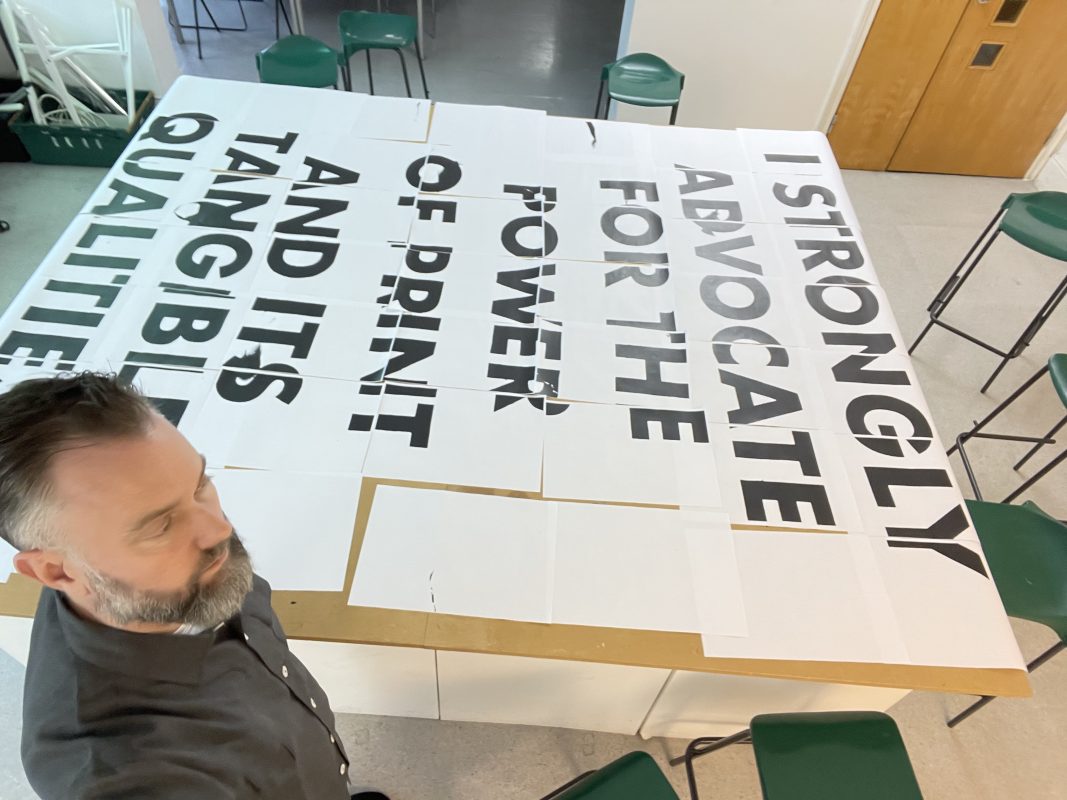 I STRONGLY
ADVOCATE
FOR THE
POWER
OF PRINT
AND ITS
TANGIBLE
QUALITIES